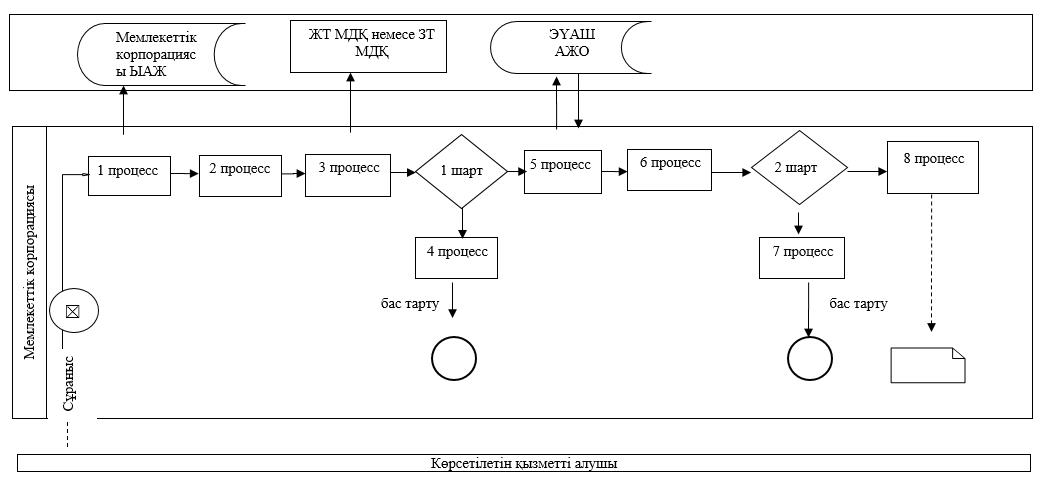 Мемлекеттік
корпорацияс
ы ЫАЖ
ЖТ МДҚ немесе ЗТ
МДҚ
ЭҮАШ
АЖО
Мемлекеттік корпорациясы
Сұраныс
1 процесс
2 процесс
3 процесс
1 шарт
5 процесс
6 процесс
2 шарт
8 процесс
4 процесс
7 процесс
бас тарту
бас тарту
Көрсетілетін қызметті алушы